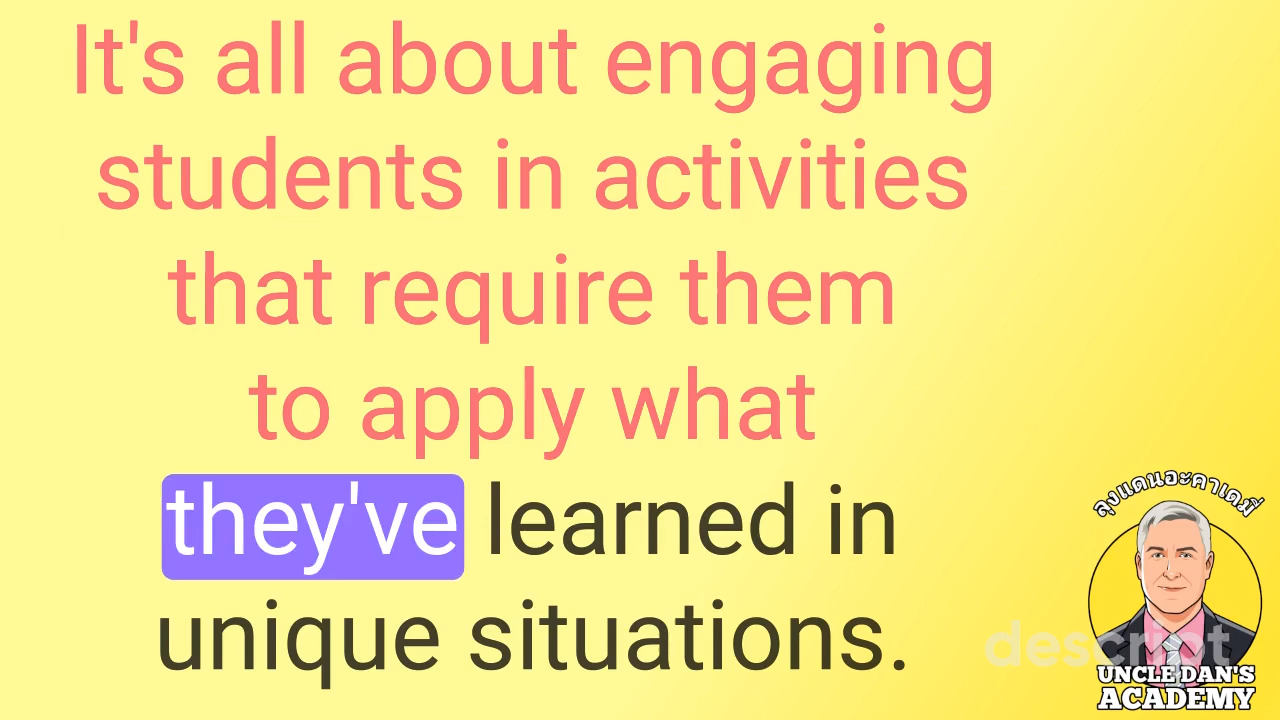 It's all about engaging
students in activities
that require them
to apply what
they've learned in
unique situations.
ลุงแดนอะคาเดมี่
descript
UNCLE DAN'S
ACADEMY